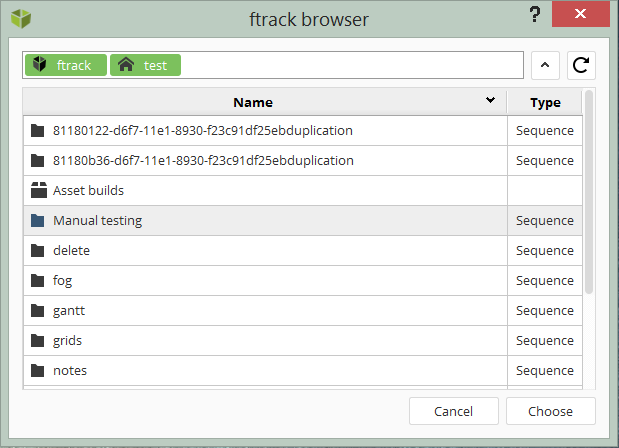 ftrack browser
?
ftrack test
Name Type
81180122-d6f7-11e1-8930-f23c91df25ebduplication Sequence
81180b36-d6f7-11e1-8930-f23c91df25ebduplication Sequence
Asset builds
Manual testing Sequence
delete Sequence
fog Sequence
gantt Sequence
grids Sequence
notes Sequence
Cancel Choose